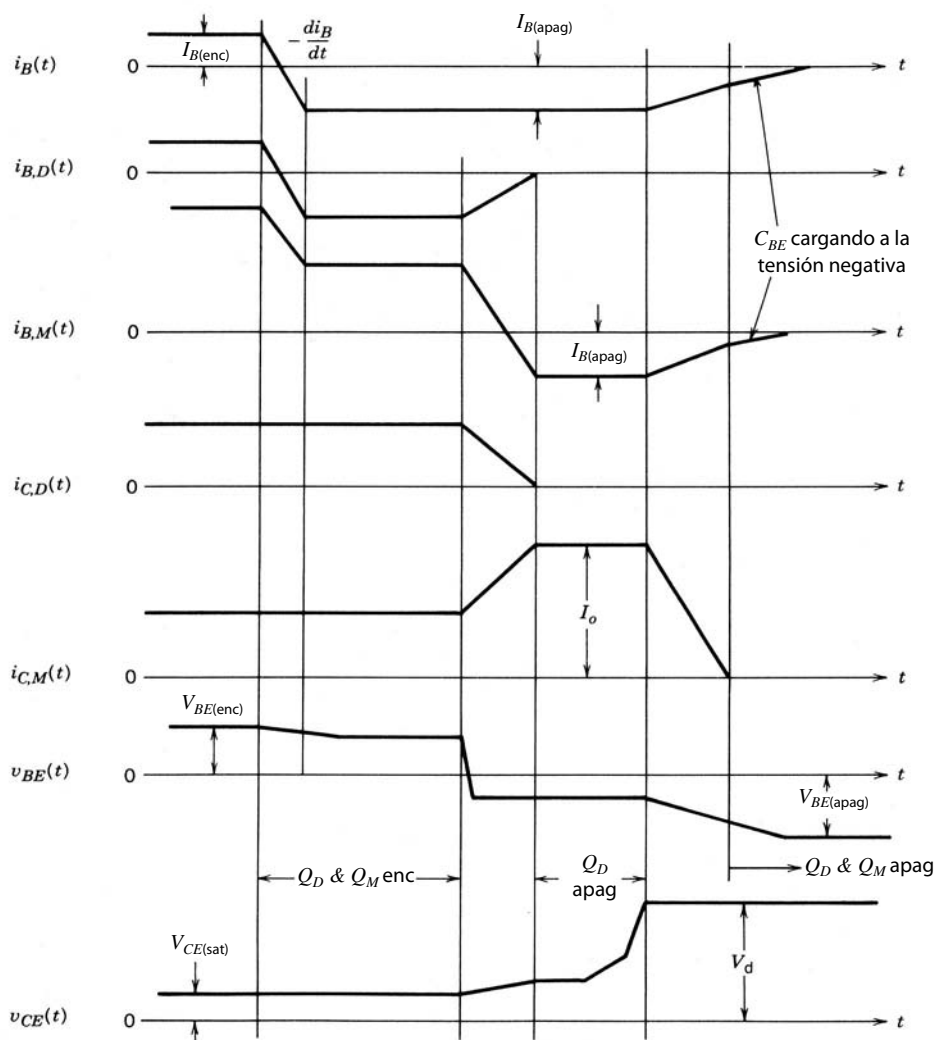 I_B(enc)
-di_B/dt
I_B(apag)
i_B(t) 0 t
i_B,D(t) 0 t
C_BE cargando a la
tensión negativa
i_B,M(t) 0 t
I_B(apag)
i_C,D(t) 0 t
I_o
i_C,M(t) 0 t
V_BE(enc)
v_BE(t) 0 t
V_BE(apag)
Q_D & Q_M enc
Q_D
apag
Q_D & Q_M apag
V_CE(sat)
V_d
v_CE(t) 0 t